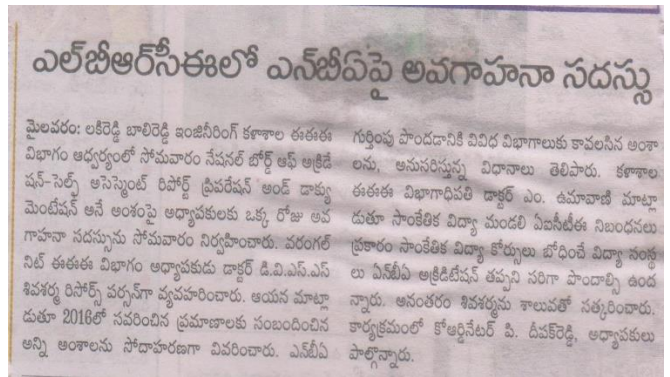 ఎల్‌బీఆర్‌సీఈలో ఎన్‌బీఏపై అవగాహనా సదస్సు
మైలవరం: లకిరెడ్డి బాలిరెడ్డి ఇంజినీరింగ్ కళాశాల ఈఈఈ
విభాగం ఆధ్వర్యంలో సోమవారం నేషనల్ బోర్డ్ ఆఫ్ అక్రిడే
షన్-సెల్ఫ్ అసెస్మెంట్ రిపోర్ట్ ప్రిపరేషన్ అండ్ డాక్యు
మెంటేషన్ అనే అంశంపై అధ్యాపకులకు ఒక్క రోజు అవ
గాహనా సదస్సును సోమవారం నిర్వహించారు. వరంగల్
నిట్ ఈఈఈ విభాగం అధ్యాపకుడు డాక్టర్ డి.వి.ఎస్.ఎస్
శివశర్మ రిసోర్స్ పర్సన్‌గా వ్యవహరించారు. ఆయన మాట్లా
డుతూ 2016లో సవరించిన ప్రమాణాలకు సంబంధించిన
అన్ని అంశాలను సోదాహరణగా వివరించారు. ఎన్‌బీఏ
గుర్తింపు పొందడానికి వివిధ విభాగాలుకు కావలసిన అంశా
లను, అనుసరిస్తున్న విధానాలు తెలిపారు. కళాశాల
ఈఈఈ విభాగాధిపతి డాక్టర్ ఎం. ఉమావాణి మాట్లా
డుతూ సాంకేతిక విద్యా మండలి ఏఐసీటీఈ నిబంధనలు
ప్రకారం సాంకేతిక విద్యా కోర్సులు బోధించే విద్యా సంస్థ
లు ఏన్‌బీఏ అక్రిడిటేషన్ తప్పని సరిగా పొందాల్సి ఉంద
న్నారు. అనంతరం శివశర్మను శాలువతో సత్కరించారు.
కార్యక్రమంలో కోఆర్డినేటర్ పి. దీపక్‌రెడ్డి, అధ్యాపకులు
పాల్గొన్నారు.